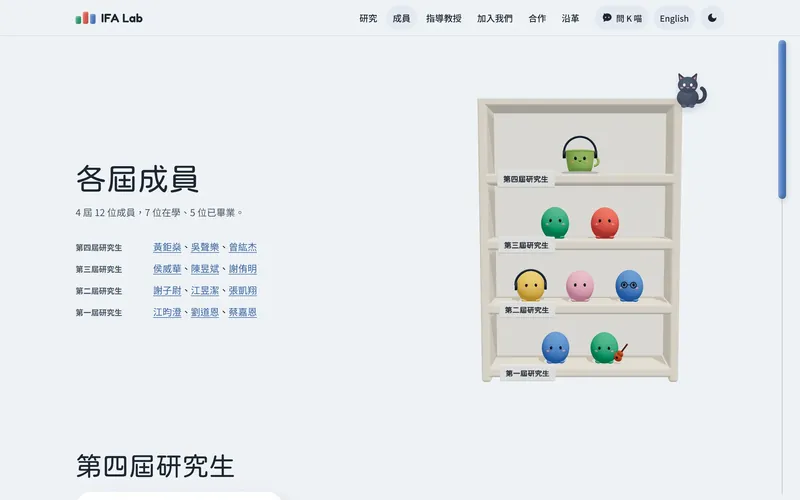 IFA Lab
研究 成員 指導教授 加入我們 合作 沿革 問 K 喵 English
各屆成員
4 屆 12 位成員，7 位在學、5 位已畢業。
第四屆研究生 黃鉅燊、吳聲樂、曾紘杰
第三屆研究生 侯威華、陳昱斌、謝侑明
第二屆研究生 謝子尉、江昱潔、張凱翔
第一屆研究生 江昀澄、劉道恩、蔡嘉恩
第四屆研究生
第三屆研究生
第二屆研究生
第一屆研究生
第四屆研究生